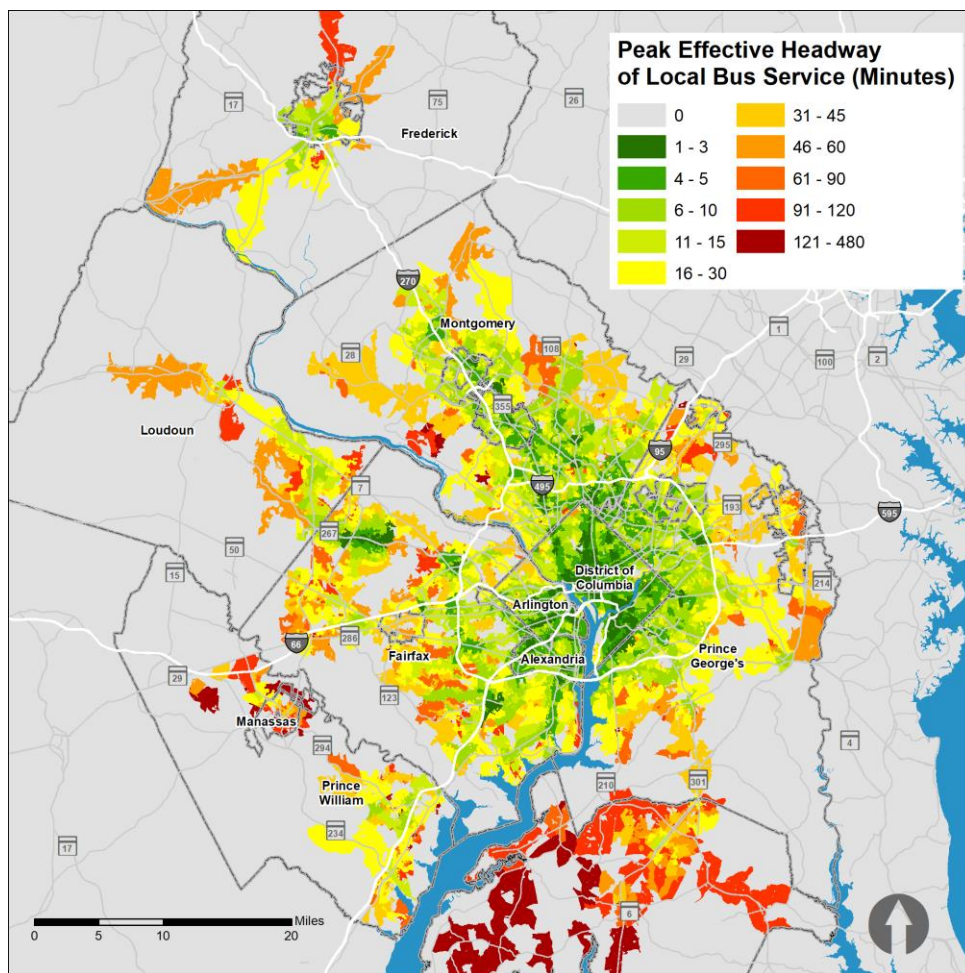 Peak Effective Headway
of Local Bus Service (Minutes)
0
1 - 3
4 - 5
6 - 10
11 - 15
16 - 30
31 - 45
46 - 60
61 - 90
91 - 120
121 - 480
17
75
26
Frederick
270
Montgomery
1
28
108
29
100
2
355
Loudoun
95
295
7
495
193
595
267
50
District of
Columbia
15
214
Arlington
66
286
Fairfax
Alexandria
Prince
George's
29
123
Manassas
294
4
Prince
William
210
301
234
17
6
Miles
0
5
10
20